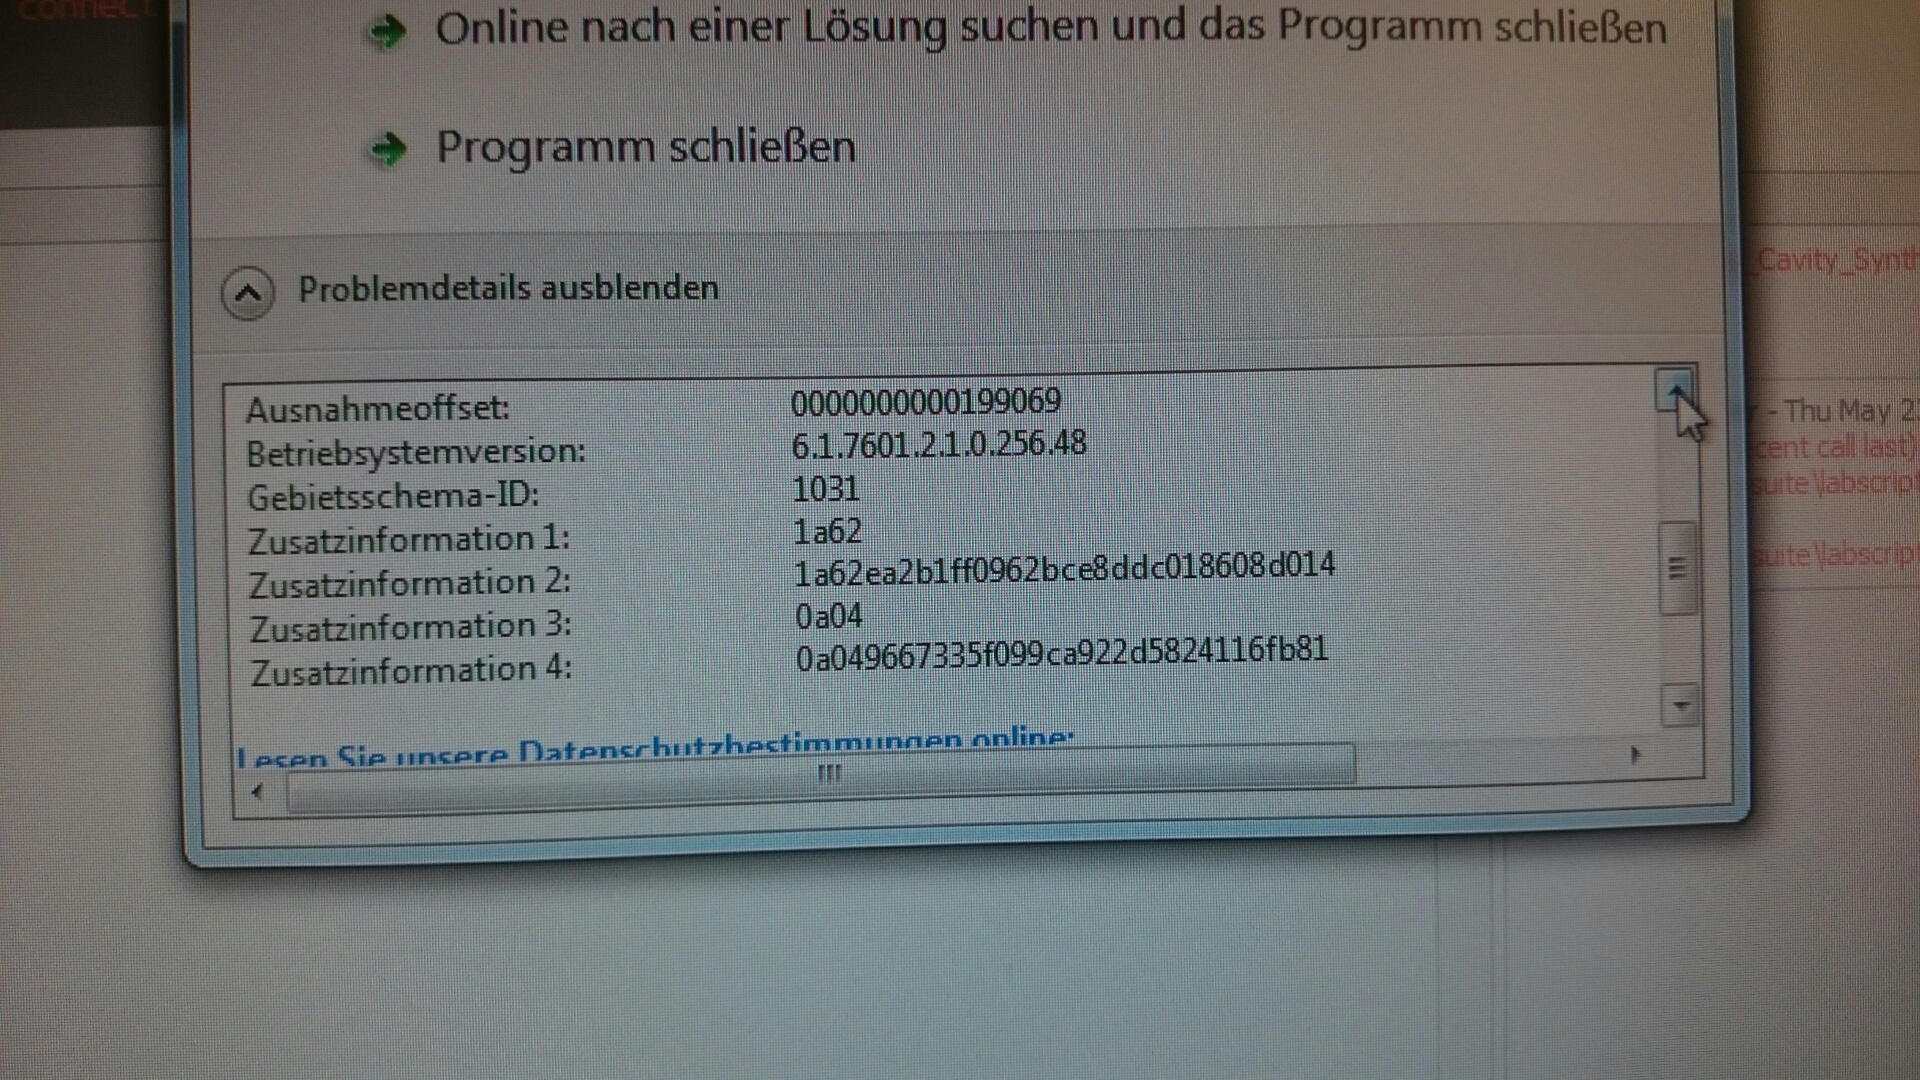 connect
Online nach einer Lösung suchen und das Programm schließen
Programm schließen
Problemdetails ausblenden
Ausnahmeoffset: 0000000000199069
Betriebsystemversion: 6.1.7601.2.1.0.256.48
Gebietsschema-ID: 1031
Zusatzinformation 1: 1a62
Zusatzinformation 2: 1a62ea2b1ff0962bce8ddc018608d014
Zusatzinformation 3: 0a04
Zusatzinformation 4: 0a049667335f099ca922d5824116fb81
Lesen Sie unsere Datenschutzbestimmungen online:
Cavity_Synth
- Thu May 2
cent call last)
suite\labscript
suite\labscrip